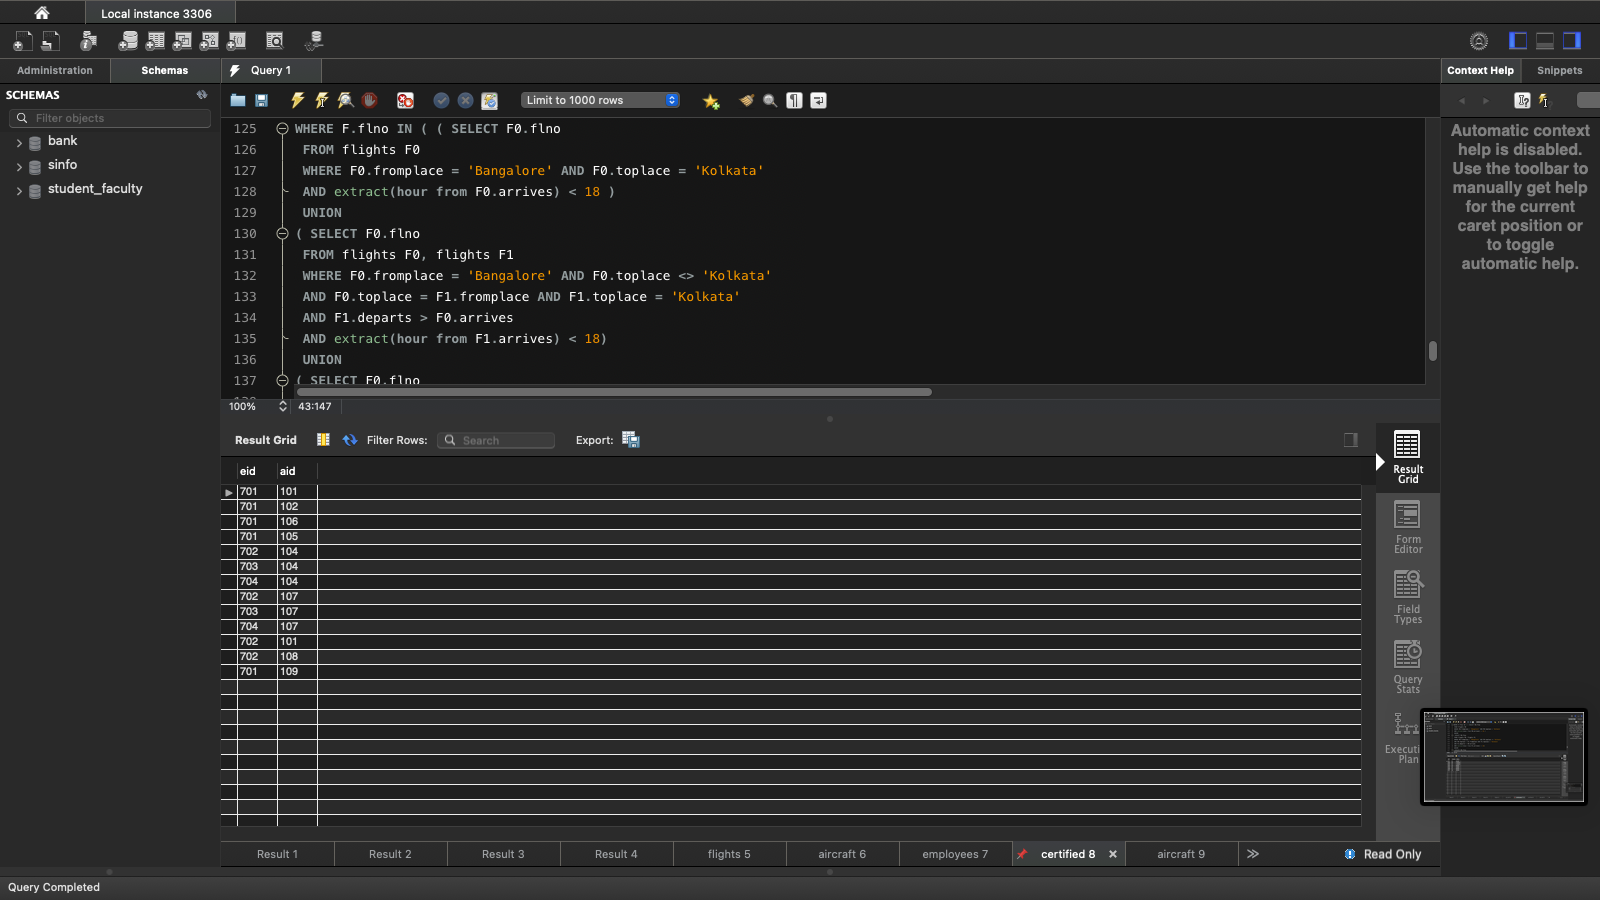 Local instance 3306
Administration
Schemas
Query 1
Context Help
Snippets
SCHEMAS
Filter objects
bank
sinfo
student_faculty
Limit to 1000 rows
125 WHERE F.flno IN ( ( SELECT F0.flno
126 FROM flights F0
127 WHERE F0.fromplace = 'Bangalore' AND F0.toplace = 'Kolkata'
128 AND extract(hour from F0.arrives) < 18 )
129 UNION
130 ( SELECT F0.flno
131 FROM flights F0, flights F1
132 WHERE F0.fromplace = 'Bangalore' AND F0.toplace <> 'Kolkata'
133 AND F0.toplace = F1.fromplace AND F1.toplace = 'Kolkata'
134 AND F1.departs > F0.arrives
135 AND extract(hour from F1.arrives) < 18)
136 UNION
137 ( SELECT F0.flno
100%
43:147
Automatic context
help is disabled.
Use the toolbar to
manually get help
for the current
caret position or
to toggle
automatic help.
Result Grid
Filter Rows:
Search
Export:
eid aid
701 101
701 102
701 106
701 105
702 104
703 104
704 104
702 107
703 107
704 107
702 101
702 108
701 109
Result
Grid
Form
Editor
Field
Types
Query
Stats
Result 1
Result 2
Result 3
Result 4
flights 5
aircraft 6
employees 7
certified 8
aircraft 9
Read Only
Query Completed